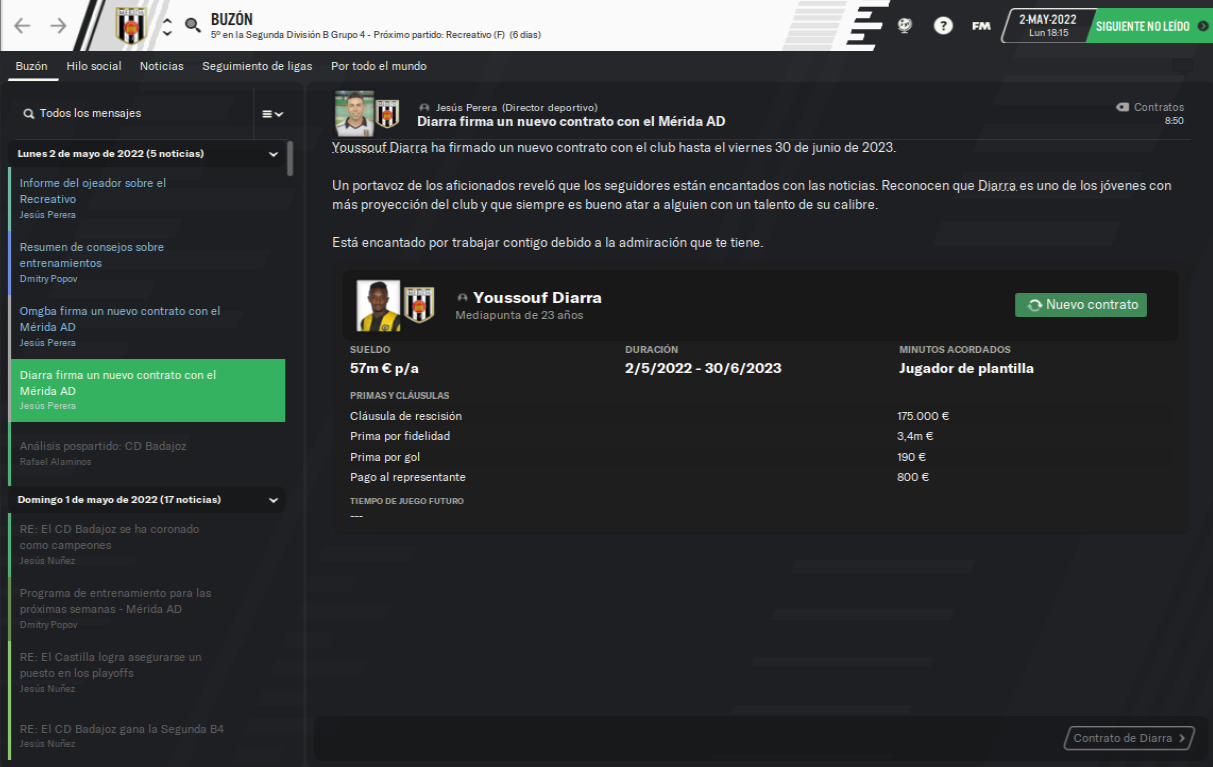 BUZÓN
5º en la Segunda División B Grupo 4 - Próximo partido: Recreativo (F) (6 dias)
?
FM
2-MAY-2022
Lun 18:15
SIGUIENTE NO LEÍDO
Buzón Hilo social Noticias Seguimiento de ligas Por todo el mundo
Todos los mensajes
Lunes 2 de mayo de 2022 (5 noticias)
Informe del ojeador sobre el
Recreativo
Jesús Perera
Resumen de consejos sobre
entrenamientos
Dmitry Popov
Omgba firma un nuevo contrato con el
Mérida AD
Jesús Perera
Diarra firma un nuevo contrato con el
Mérida AD
Jesús Perera
Análisis pospartido: CD Badajoz
Rafael Alaminos
Domingo 1 de mayo de 2022 (17 noticias)
RE: El CD Badajoz se ha coronado
como campeones
Jesús Nuñez
Programa de entrenamiento para las
próximas semanas - Mérida AD
Dmitry Popov
RE: El Castilla logra asegurarse un
puesto en los playoffs
Jesús Nuñez
RE: El CD Badajoz gana la Segunda B4
Jesús Nuñez
Jesús Perera (Director deportivo)
Diarra firma un nuevo contrato con el Mérida AD
Contratos
8:50
Youssouf Diarra ha firmado un nuevo contrato con el club hasta el viernes 30 de junio de 2023.
Un portavoz de los aficionados reveló que los seguidores están encantados con las noticias. Reconocen que Diarra es uno de los jóvenes con
más proyección del club y que siempre es bueno atar a alguien con un talento de su calibre.
Está encantado por trabajar contigo debido a la admiración que te tiene.
Youssouf Diarra
Mediapunta de 23 años
Nuevo contrato
SUELDO DURACIÓN MINUTOS ACORDADOS
57m € p/a 2/5/2022 - 30/6/2023 Jugador de plantilla
PRIMAS Y CLÁUSULAS
Cláusula de rescisión 175.000 €
Prima por fidelidad 3,4m €
Prima por gol 190 €
Pago al representante 800 €
TIEMPO DE JUEGO FUTURO
---
Contrato de Diarra